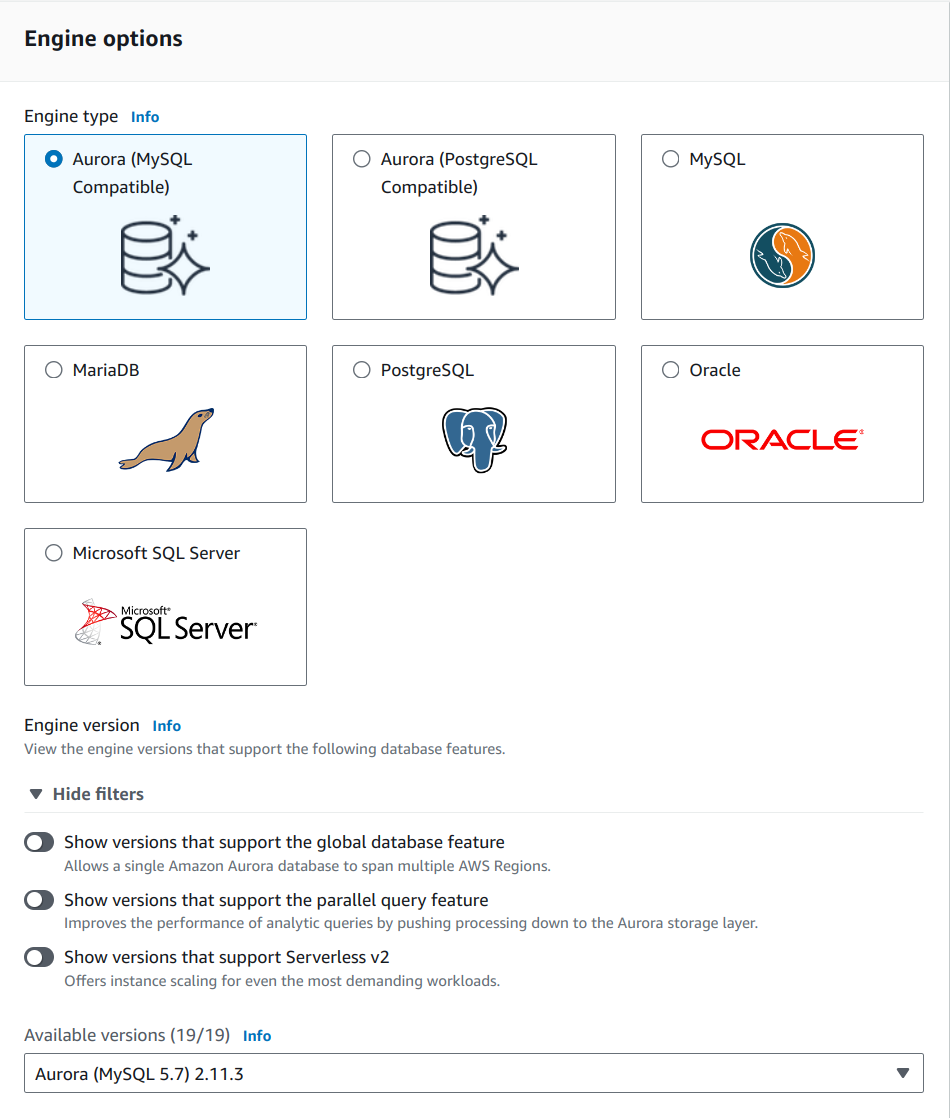 Engine options
Engine type Info
Aurora (MySQL
Compatible)
Aurora (PostgreSQL
Compatible)
MySQL
MariaDB
PostgreSQL
Oracle
ORACLE®
Microsoft SQL Server
Microsoft®
SQL Server®
Engine version Info
View the engine versions that support the following database features.
Hide filters
Show versions that support the global database feature
Allows a single Amazon Aurora database to span multiple AWS Regions.
Show versions that support the parallel query feature
Improves the performance of analytic queries by pushing processing down to the Aurora storage layer.
Show versions that support Serverless v2
Offers instance scaling for even the most demanding workloads.
Available versions (19/19) Info
Aurora (MySQL 5.7) 2.11.3